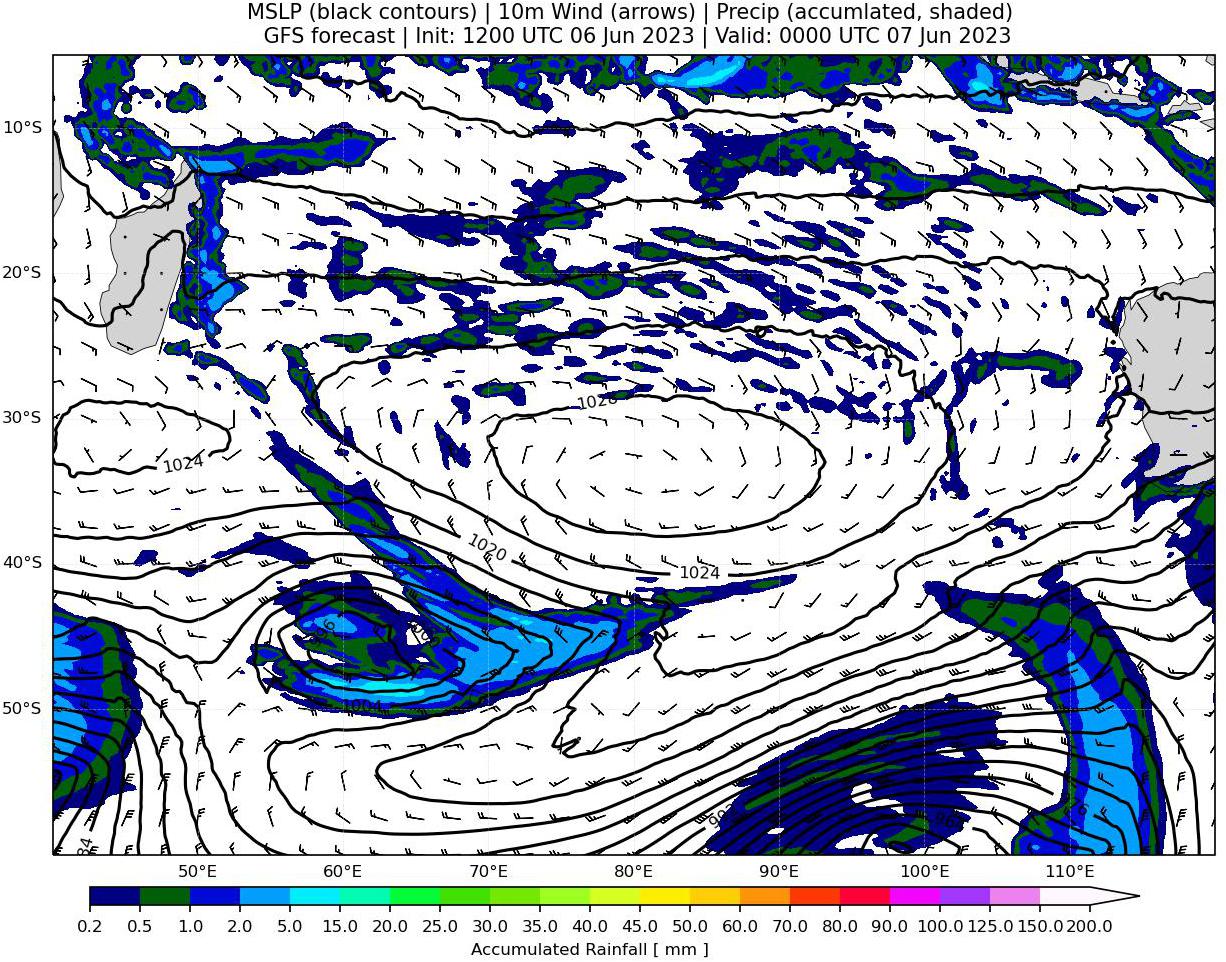 MSLP (black contours) | 10m Wind (arrows) | Precip (accumlated, shaded)
GFS forecast | Init: 1200 UTC 06 Jun 2023 | Valid: 0000 UTC 07 Jun 2023
10°S
20°S
30°S
40°S
50°S
1028
1024
1020
1024
1004
50°E 60°E 70°E 80°E 90°E 100°E 110°E
0.2 0.5 1.0 2.0 5.0 10.0 15.0 20.0 25.0 30.0 35.0 40.0 45.0 50.0 60.0 70.0 80.0 90.0 100.0 125.0 150.0 200.0
Accumulated Rainfall [ mm ]